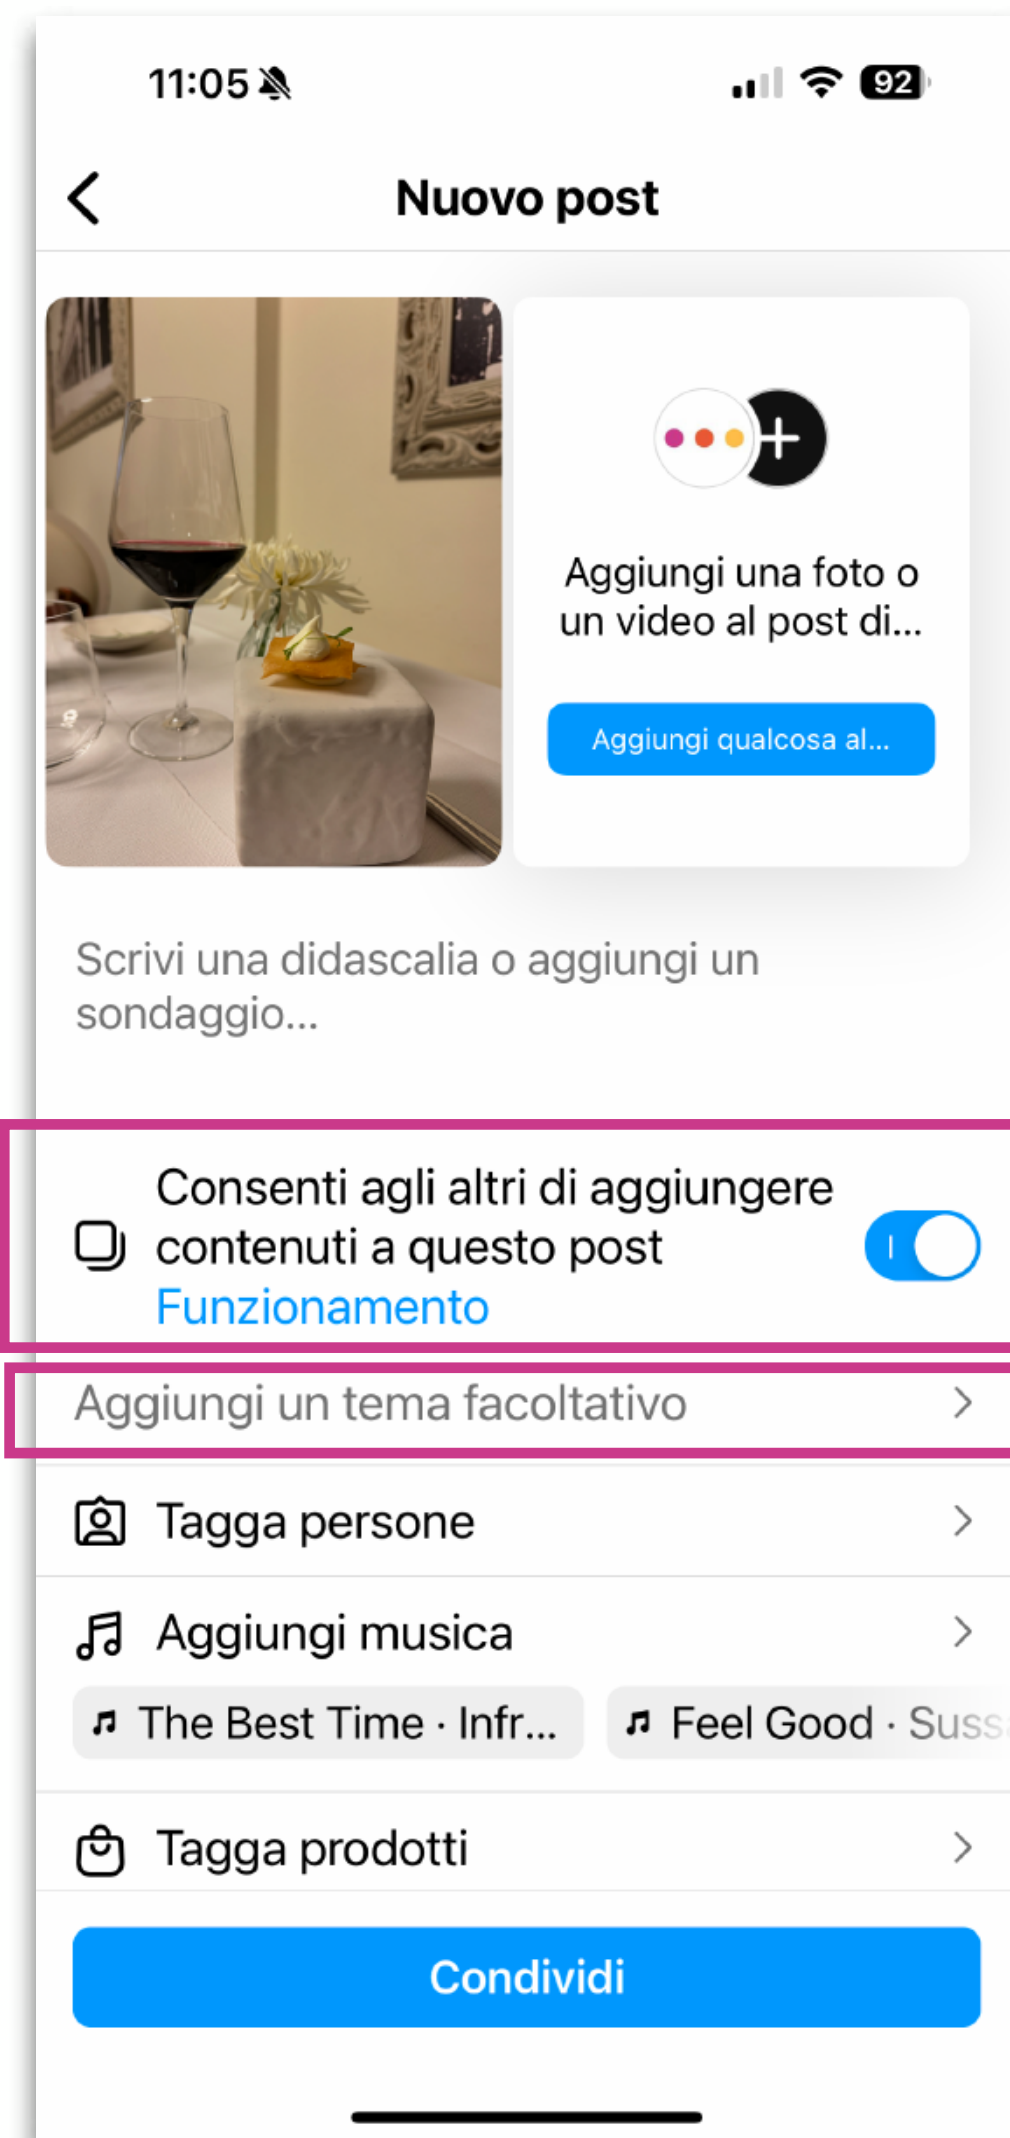 11:05
92
Nuovo post
Aggiungi una foto o
un video al post di...
Aggiungi qualcosa al...
Scrivi una didascalia o aggiungi un
sondaggio...
Consenti agli altri di aggiungere
contenuti a questo post
Funzionamento
Aggiungi un tema facoltativo
Tagga persone
Aggiungi musica
The Best Time · Infr...
Feel Good · Suss
Tagga prodotti
Condividi